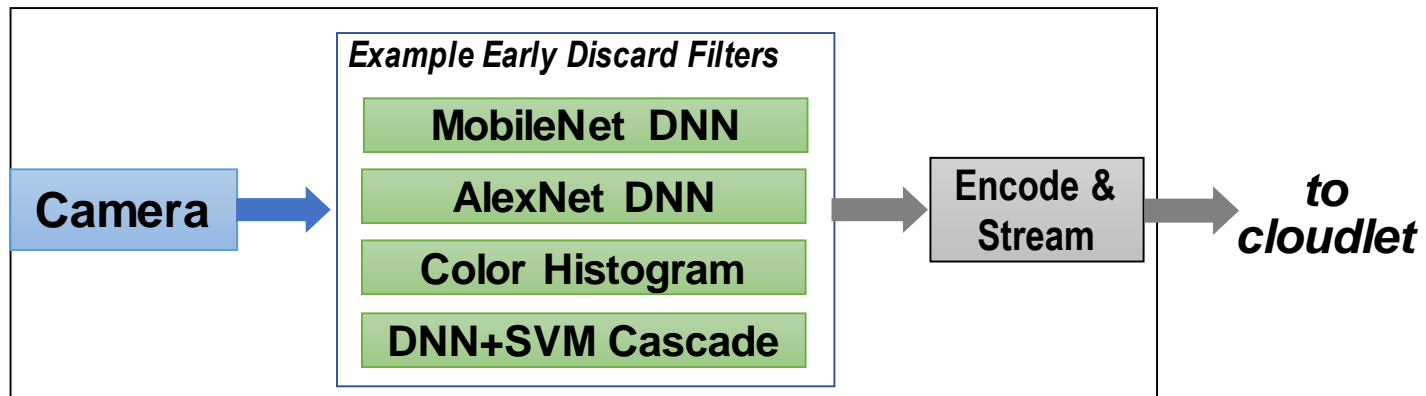 Example Early Discard Filters
MobileNet DNN
AlexNet DNN
Color Histogram
DNN+SVM Cascade
Camera
Encode &
Stream
to
cloudlet